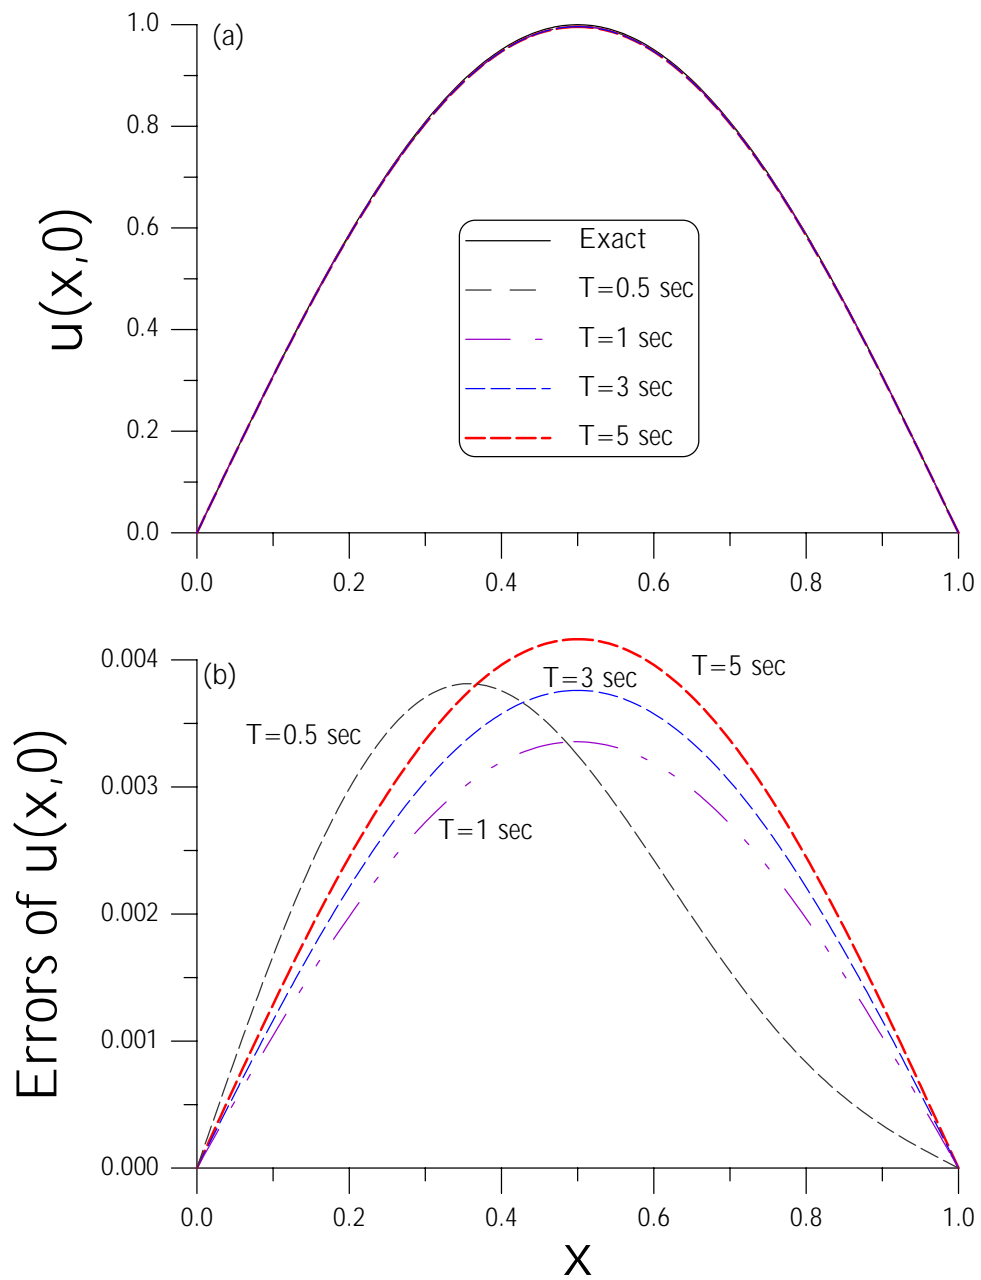 (a)
1.0
0.8
0.6
0.4
0.2
0.0
u(x,0)
Exact
T=0.5 sec
T=1 sec
T=3 sec
T=5 sec
0.0 0.2 0.4 0.6 0.8 1.0
(b)
0.004
0.003
0.002
0.001
0.000
Errors of u(x,0)
T=5 sec
T=3 sec
T=0.5 sec
T=1 sec
0.0 0.2 0.4 0.6 0.8 1.0
X